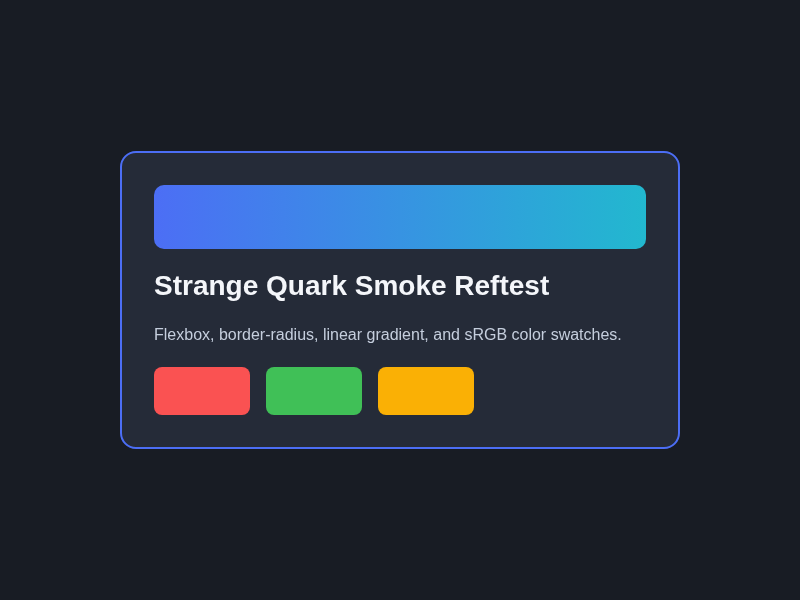 Strange Quark Smoke Reftest
Flexbox, border-radius, linear gradient, and sRGB color swatches.